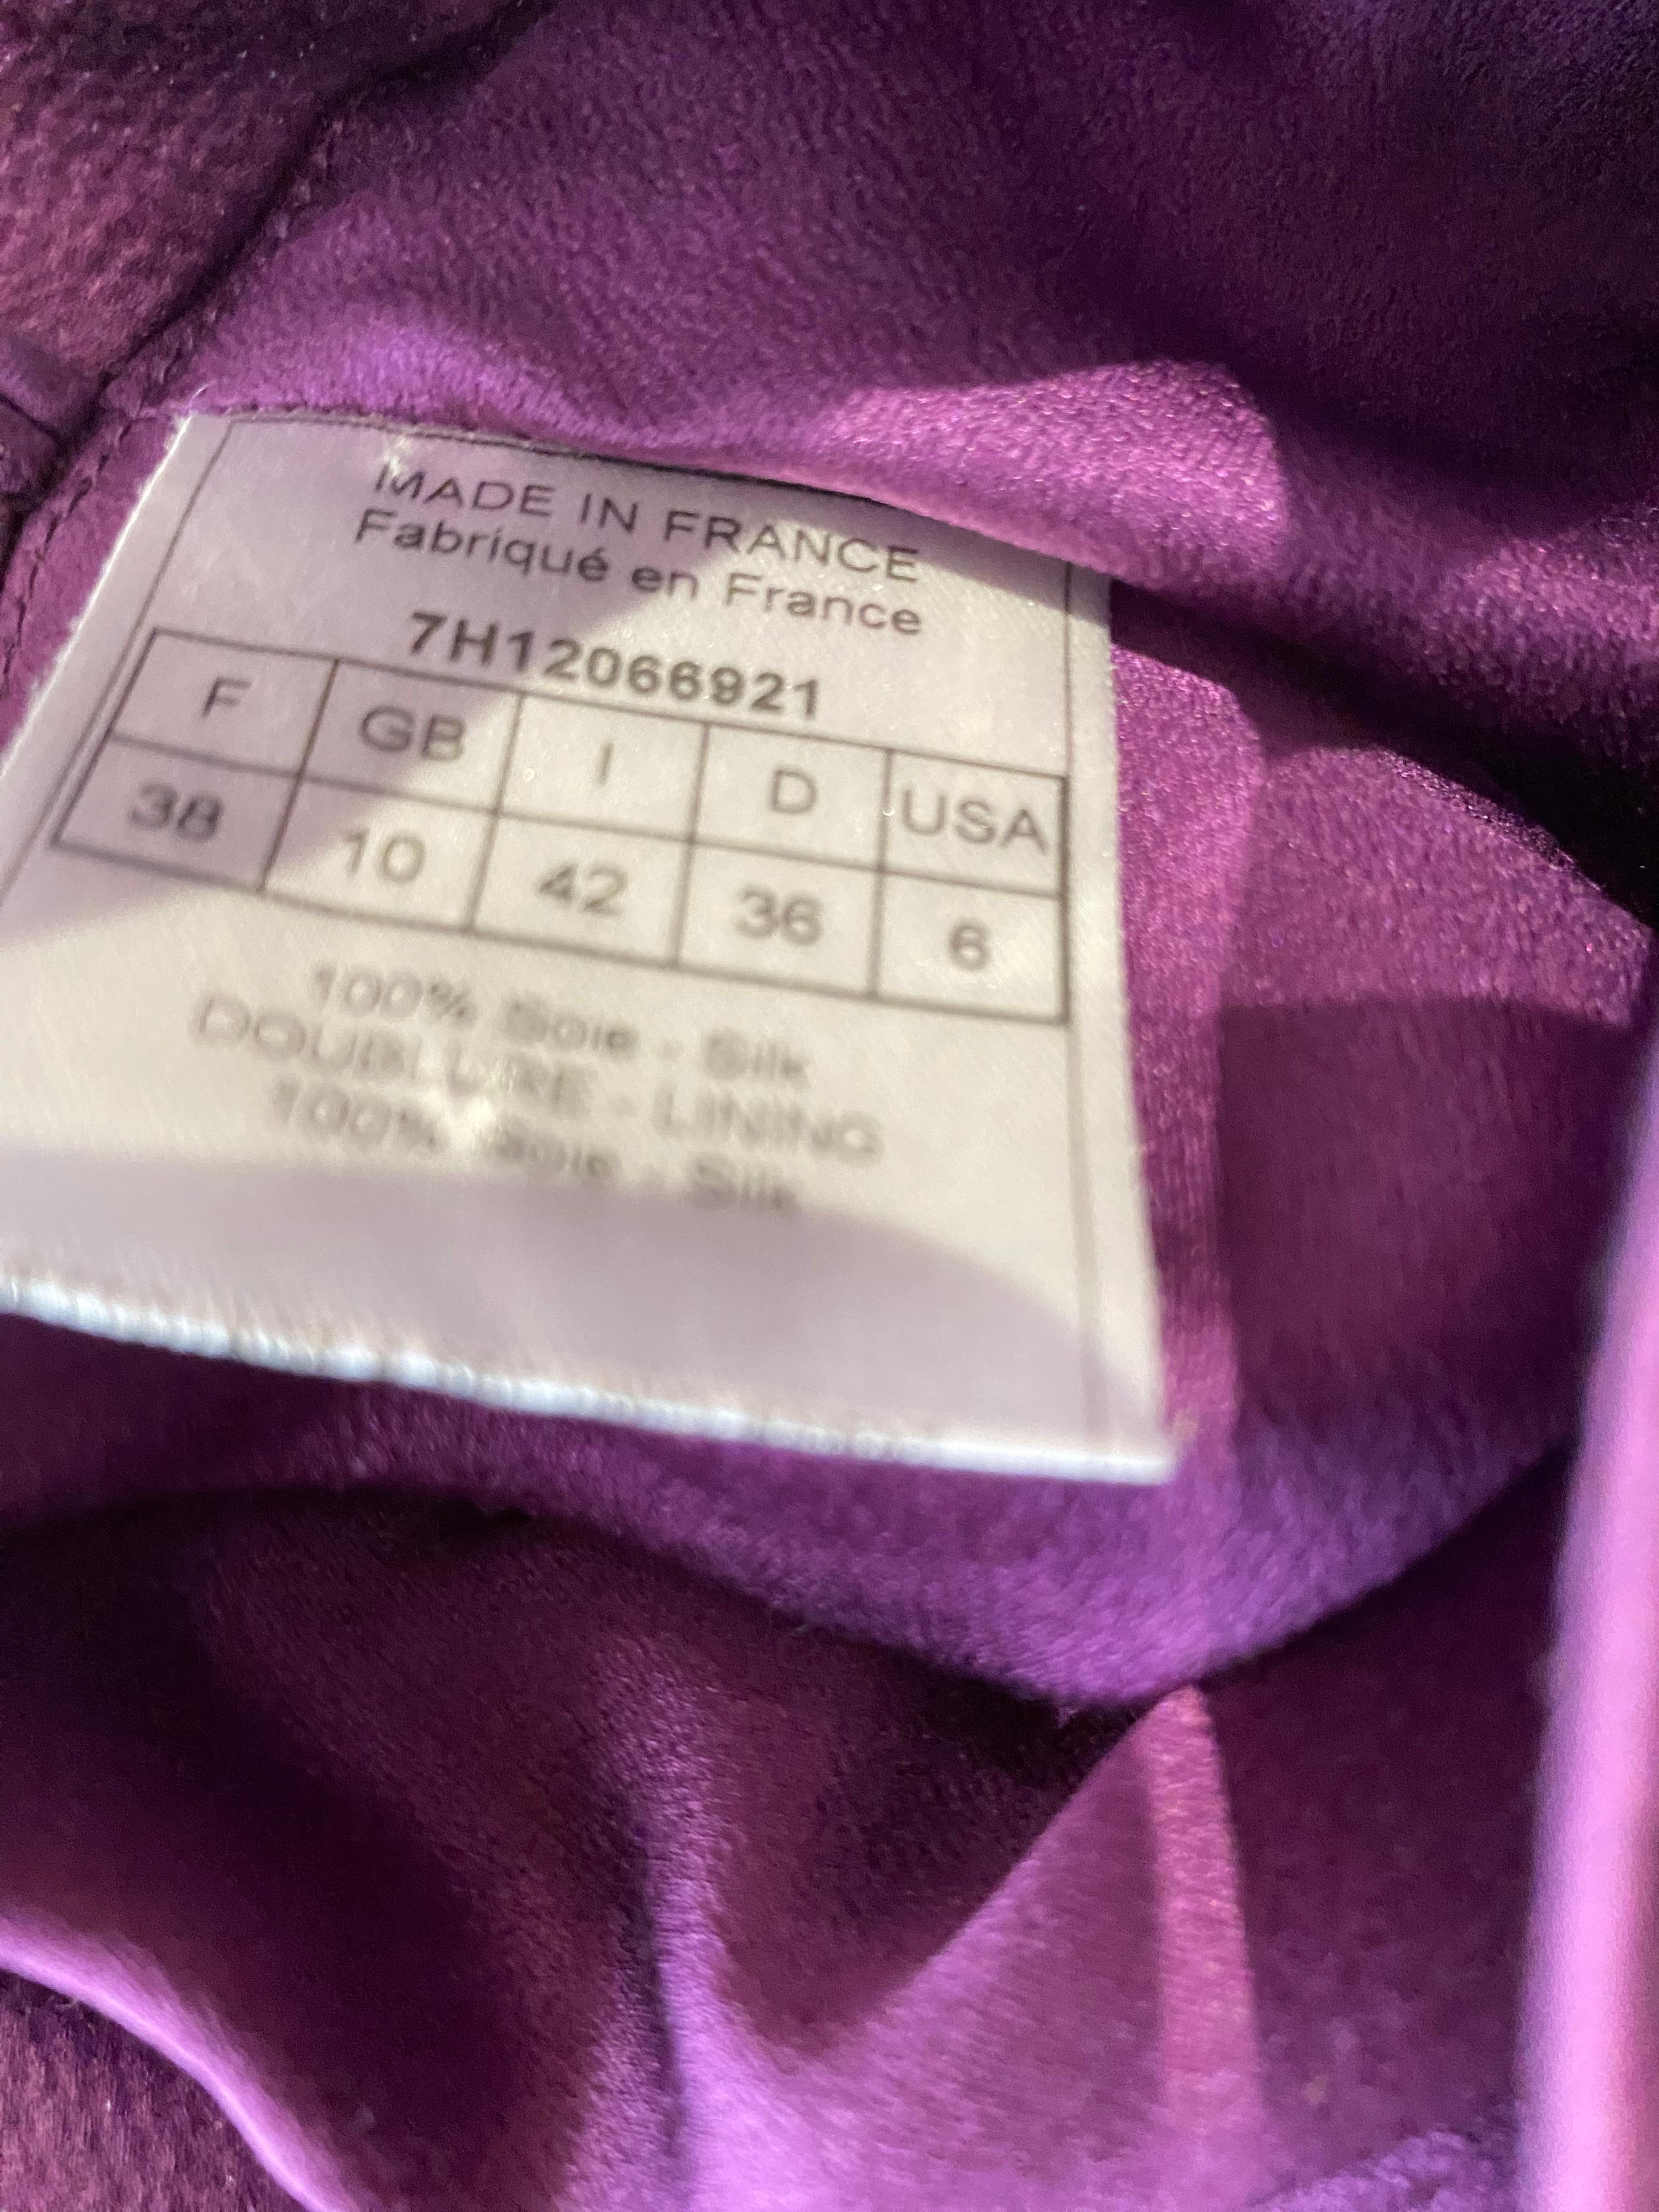 MADE IN FRANCE
Fabriqué en France
7H12066921
F GB I D USA
38 10 42 36 6
100% Soie - Silk
DOUBLURE - LINING
100% Soie - Silk